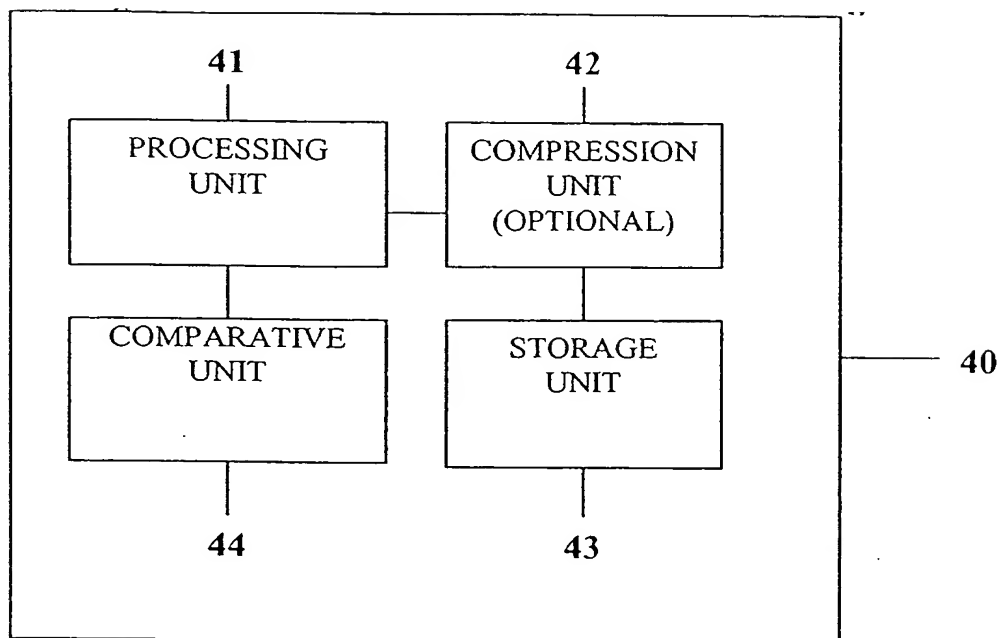 41
42
PROCESSING
UNIT
COMPRESSION
UNIT
(OPTIONAL)
COMPARATIVE
UNIT
STORAGE
UNIT
40
44
43